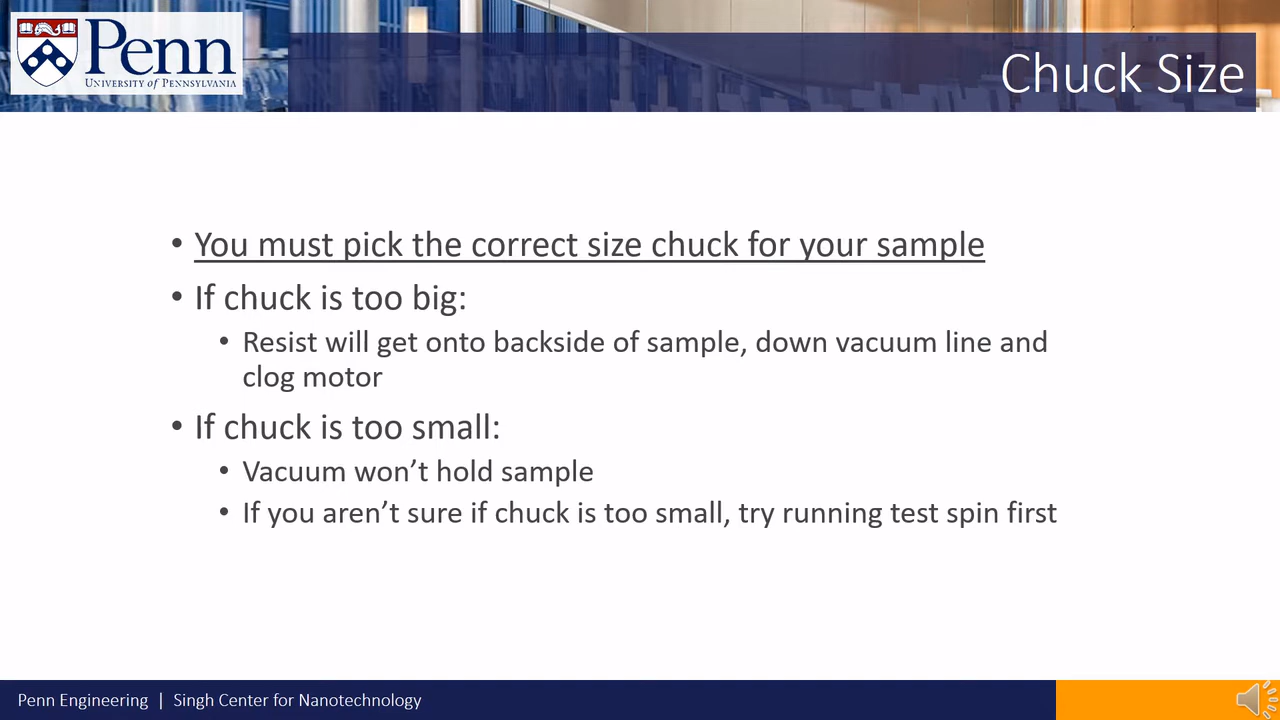 Penn
UNIVERSITY of PENNSYLVANIA
Chuck Size
• You must pick the correct size chuck for your sample
• If chuck is too big:
• Resist will get onto backside of sample, down vacuum line and
clog motor
• If chuck is too small:
• Vacuum won’t hold sample
• If you aren’t sure if chuck is too small, try running test spin first
Penn Engineering | Singh Center for Nanotechnology